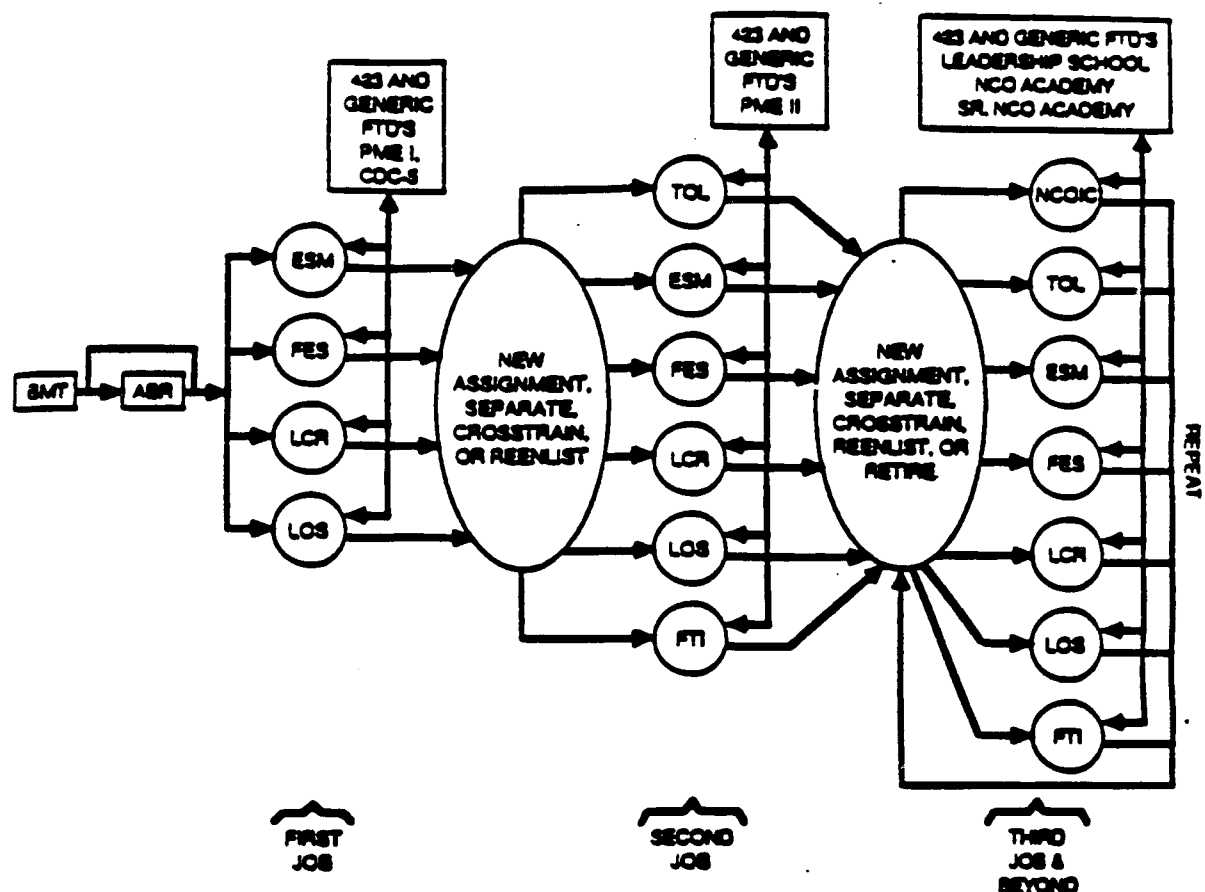 423 AND
GENERIC
FTD'S
PME I,
CDC-5
423 AND
GENERIC
FTD'S
PME II
423 AND GENERIC FTD'S
LEADERSHIP SCHOOL
NCO ACADEMY
SR. NCO ACADEMY
BMT
ABR
ESM
FES
LCR
LOS
NEW
ASSIGNMENT,
SEPARATE,
CROSSTRAIN,
OR REENLIST
TOL
ESM
FES
LCR
LOS
FTI
NEW
ASSIGNMENT,
SEPARATE,
CROSSTRAIN,
REENLIST, OR
RETIRE
NCOIC
TOL
ESM
FES
LCR
LOS
FTI
REPEAT
FIRST
JOB
SECOND
JOB
THIRD
JOB &
BEYOND